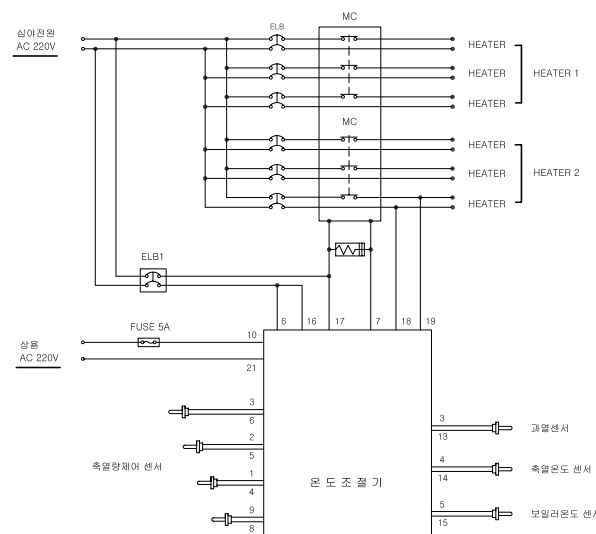 심야전원
AC 220V
ELB
MC
HEATER
HEATER
HEATER 1
HEATER
MC
HEATER
HEATER
HEATER 2
HEATER
ELB1
6
16
17
7
18
19
FUSE 5A
10
상용
AC 220V
21
3
6
2
5
축열량제어 센서
1
4
9
8
온도조절기
3
13
과열센서
4
14
축열온도 센서
5
15
보일러온도 센서